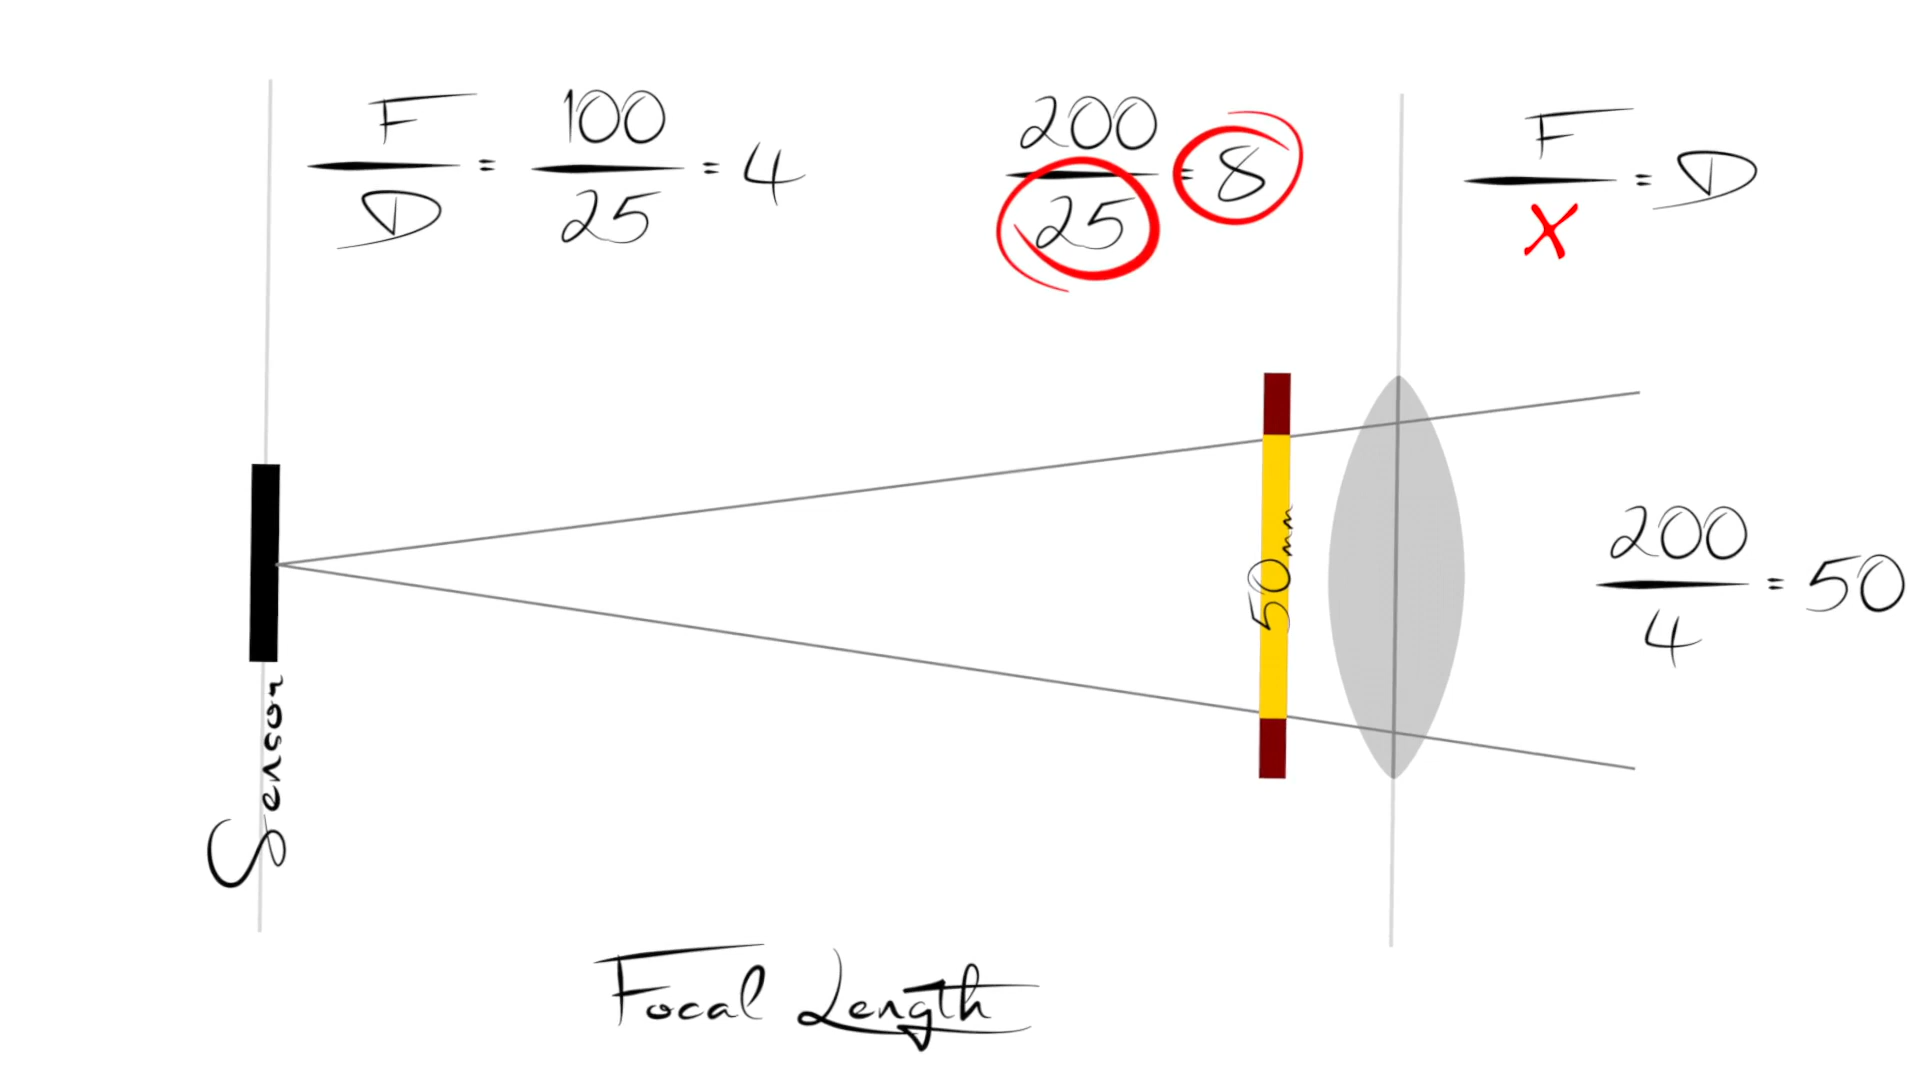 F/D = 100/25 = 4
200/25 = 8
F/X = D
50mm
200/4 = 50
Sensor
Focal Length